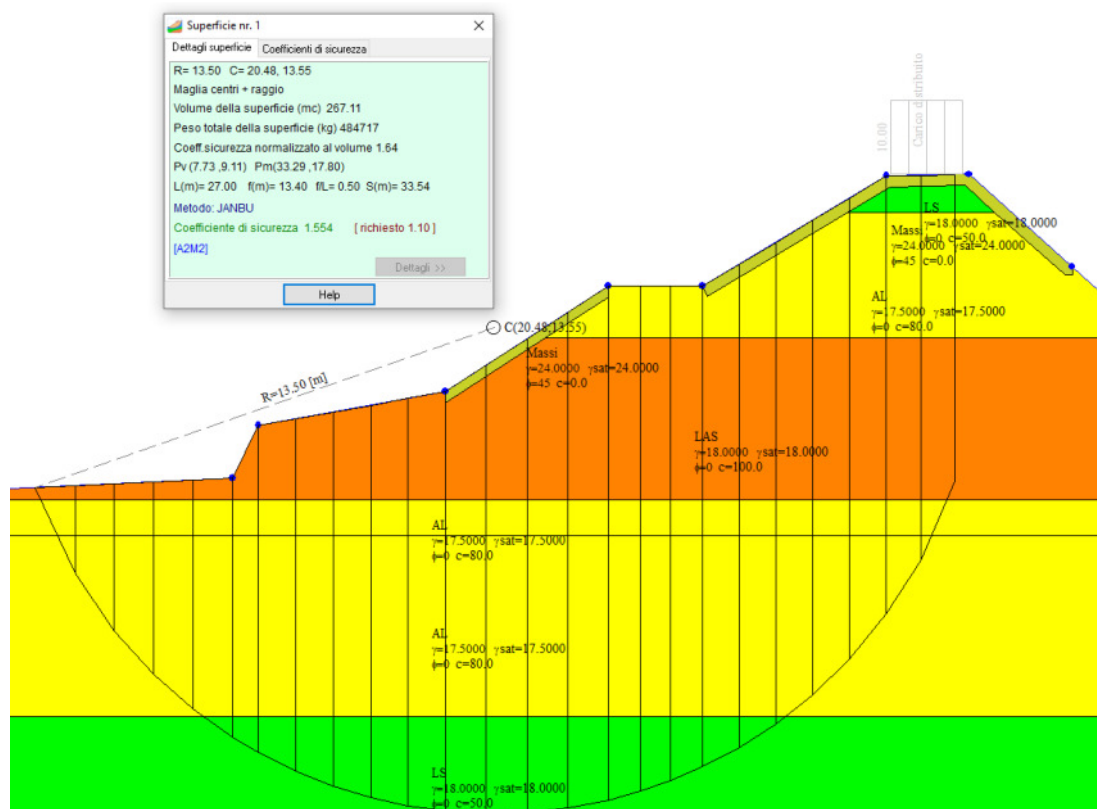 Superficie nr. 1
Dettagli superficie
Coefficienti di sicurezza
R= 13.50 C= 20.48, 13.55
Maglia centri + raggio
Volume della superficie (mc) 267.11
Peso totale della superficie (kg) 484717
Coeff.sicurezza normalizzato al volume 1.64
Pv (7.73 ,9.11) Pm(33.29 ,17.80)
L(m)= 27.00 f(m)= 13.40 f/L= 0.50 S(m)= 33.54
Metodo: JANBU
Coefficiente di sicurezza 1.554 [ richiesto 1.10 ]
[A2M2]
Dettagli >>
Help
10.00
Carico distribuito
LS
γ=18.0000 γsat=18.0000
ϕ=0 c=50.0
Massi
γ=24.0000 γsat=24.0000
ϕ=45 c=0.0
AL
γ=17.5000 γsat=17.5000
ϕ=0 c=80.0
C(20.48,13.55)
R=13.50 [m]
Massi
γ=24.0000 γsat=24.0000
ϕ=45 c=0.0
LAS
γ=18.0000 γsat=18.0000
ϕ=0 c=100.0
AL
γ=17.5000 γsat=17.5000
ϕ=0 c=80.0
AL
γ=17.5000 γsat=17.5000
ϕ=0 c=80.0
LS
γ=18.0000 γsat=18.0000
ϕ=0 c=50.0